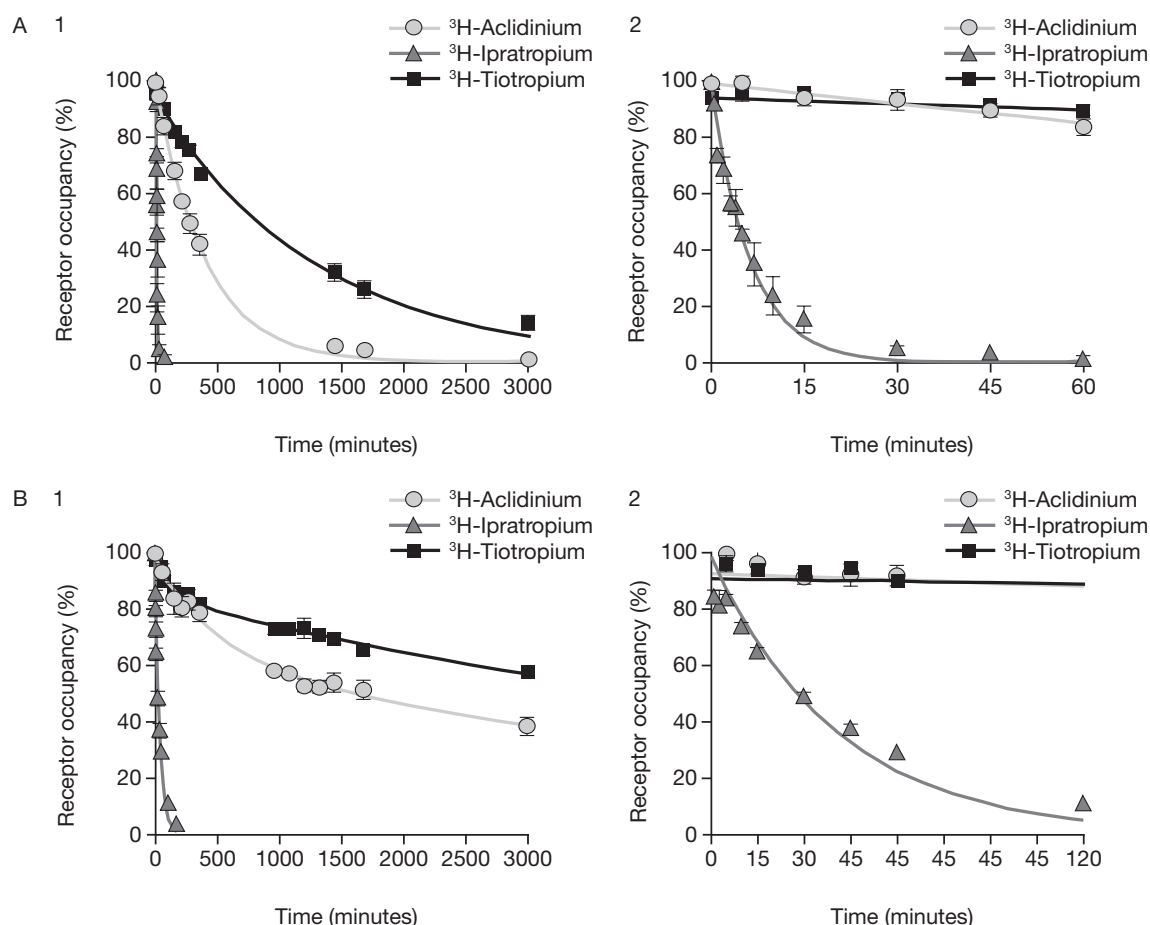 A 1
³H-Aclidinium
³H-Ipratropium
³H-Tiotropium
100
80
60
40
20
0
Receptor occupancy (%)
0 500 1000 1500 2000 2500 3000
Time (minutes)
2
³H-Aclidinium
³H-Ipratropium
³H-Tiotropium
100
80
60
40
20
0
Receptor occupancy (%)
0 15 30 45 60
Time (minutes)
B 1
³H-Aclidinium
³H-Ipratropium
³H-Tiotropium
100
80
60
40
20
0
Receptor occupancy (%)
0 500 1000 1500 2000 2500 3000
Time (minutes)
2
³H-Aclidinium
³H-Ipratropium
³H-Tiotropium
100
80
60
40
20
0
Receptor occupancy (%)
0 15 30 45 45 45 45 45 120
Time (minutes)